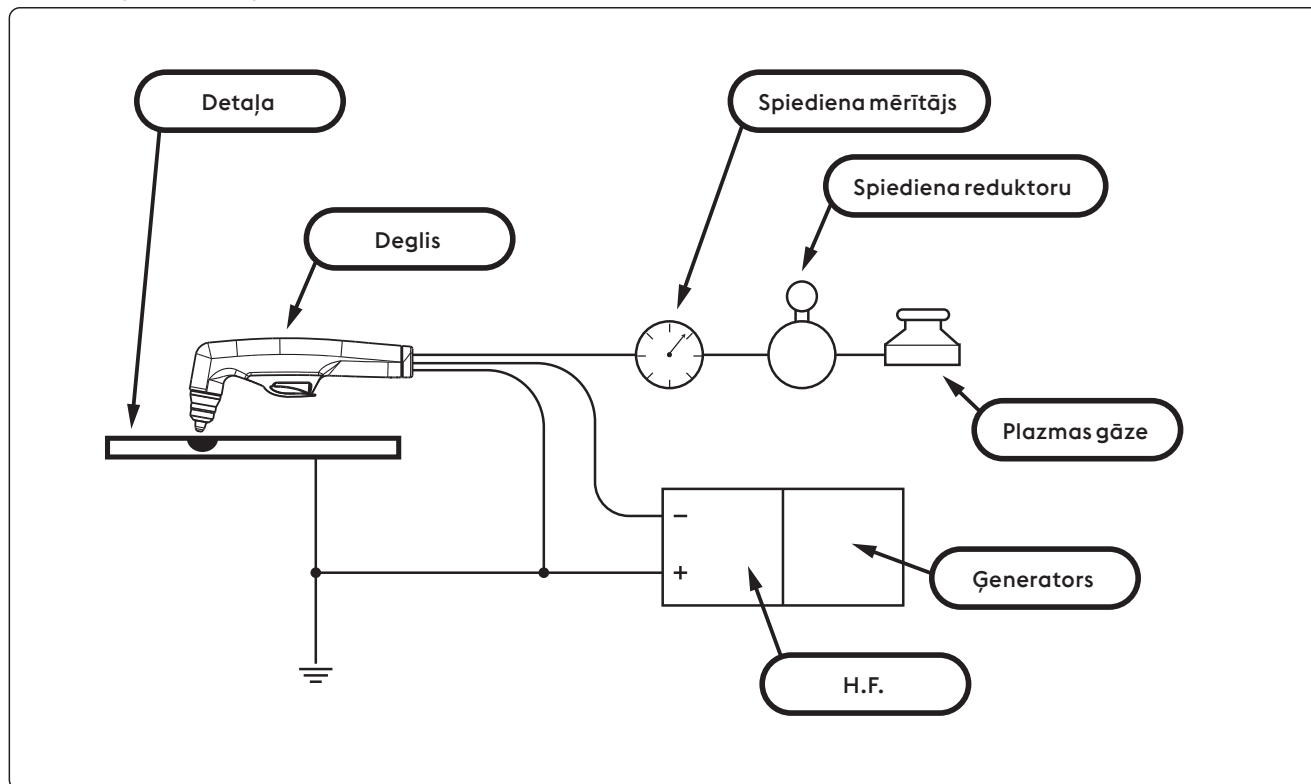 Detaļa
Spiediena mērītājs
Spiediena reduktoru
Deglis
Plazmas gāze
−
+
Ģenerators
H.F.